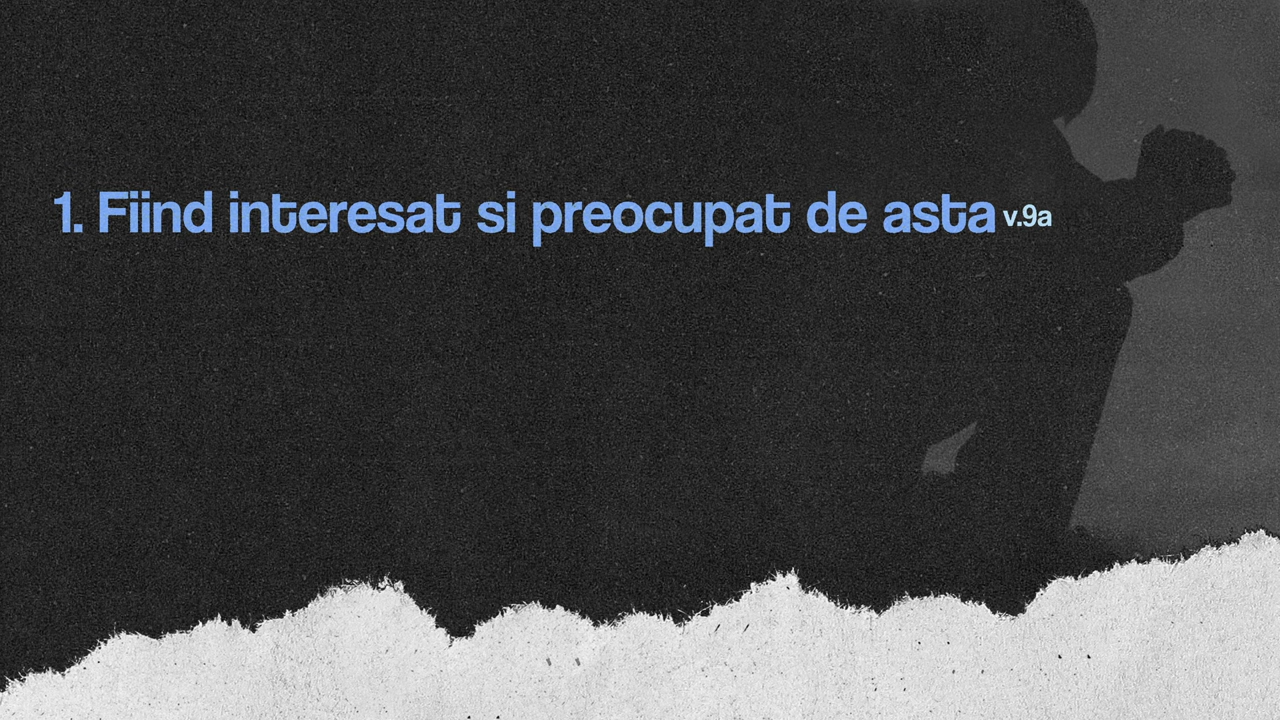 1. Fiind interesat si preocupat de asta v.9a